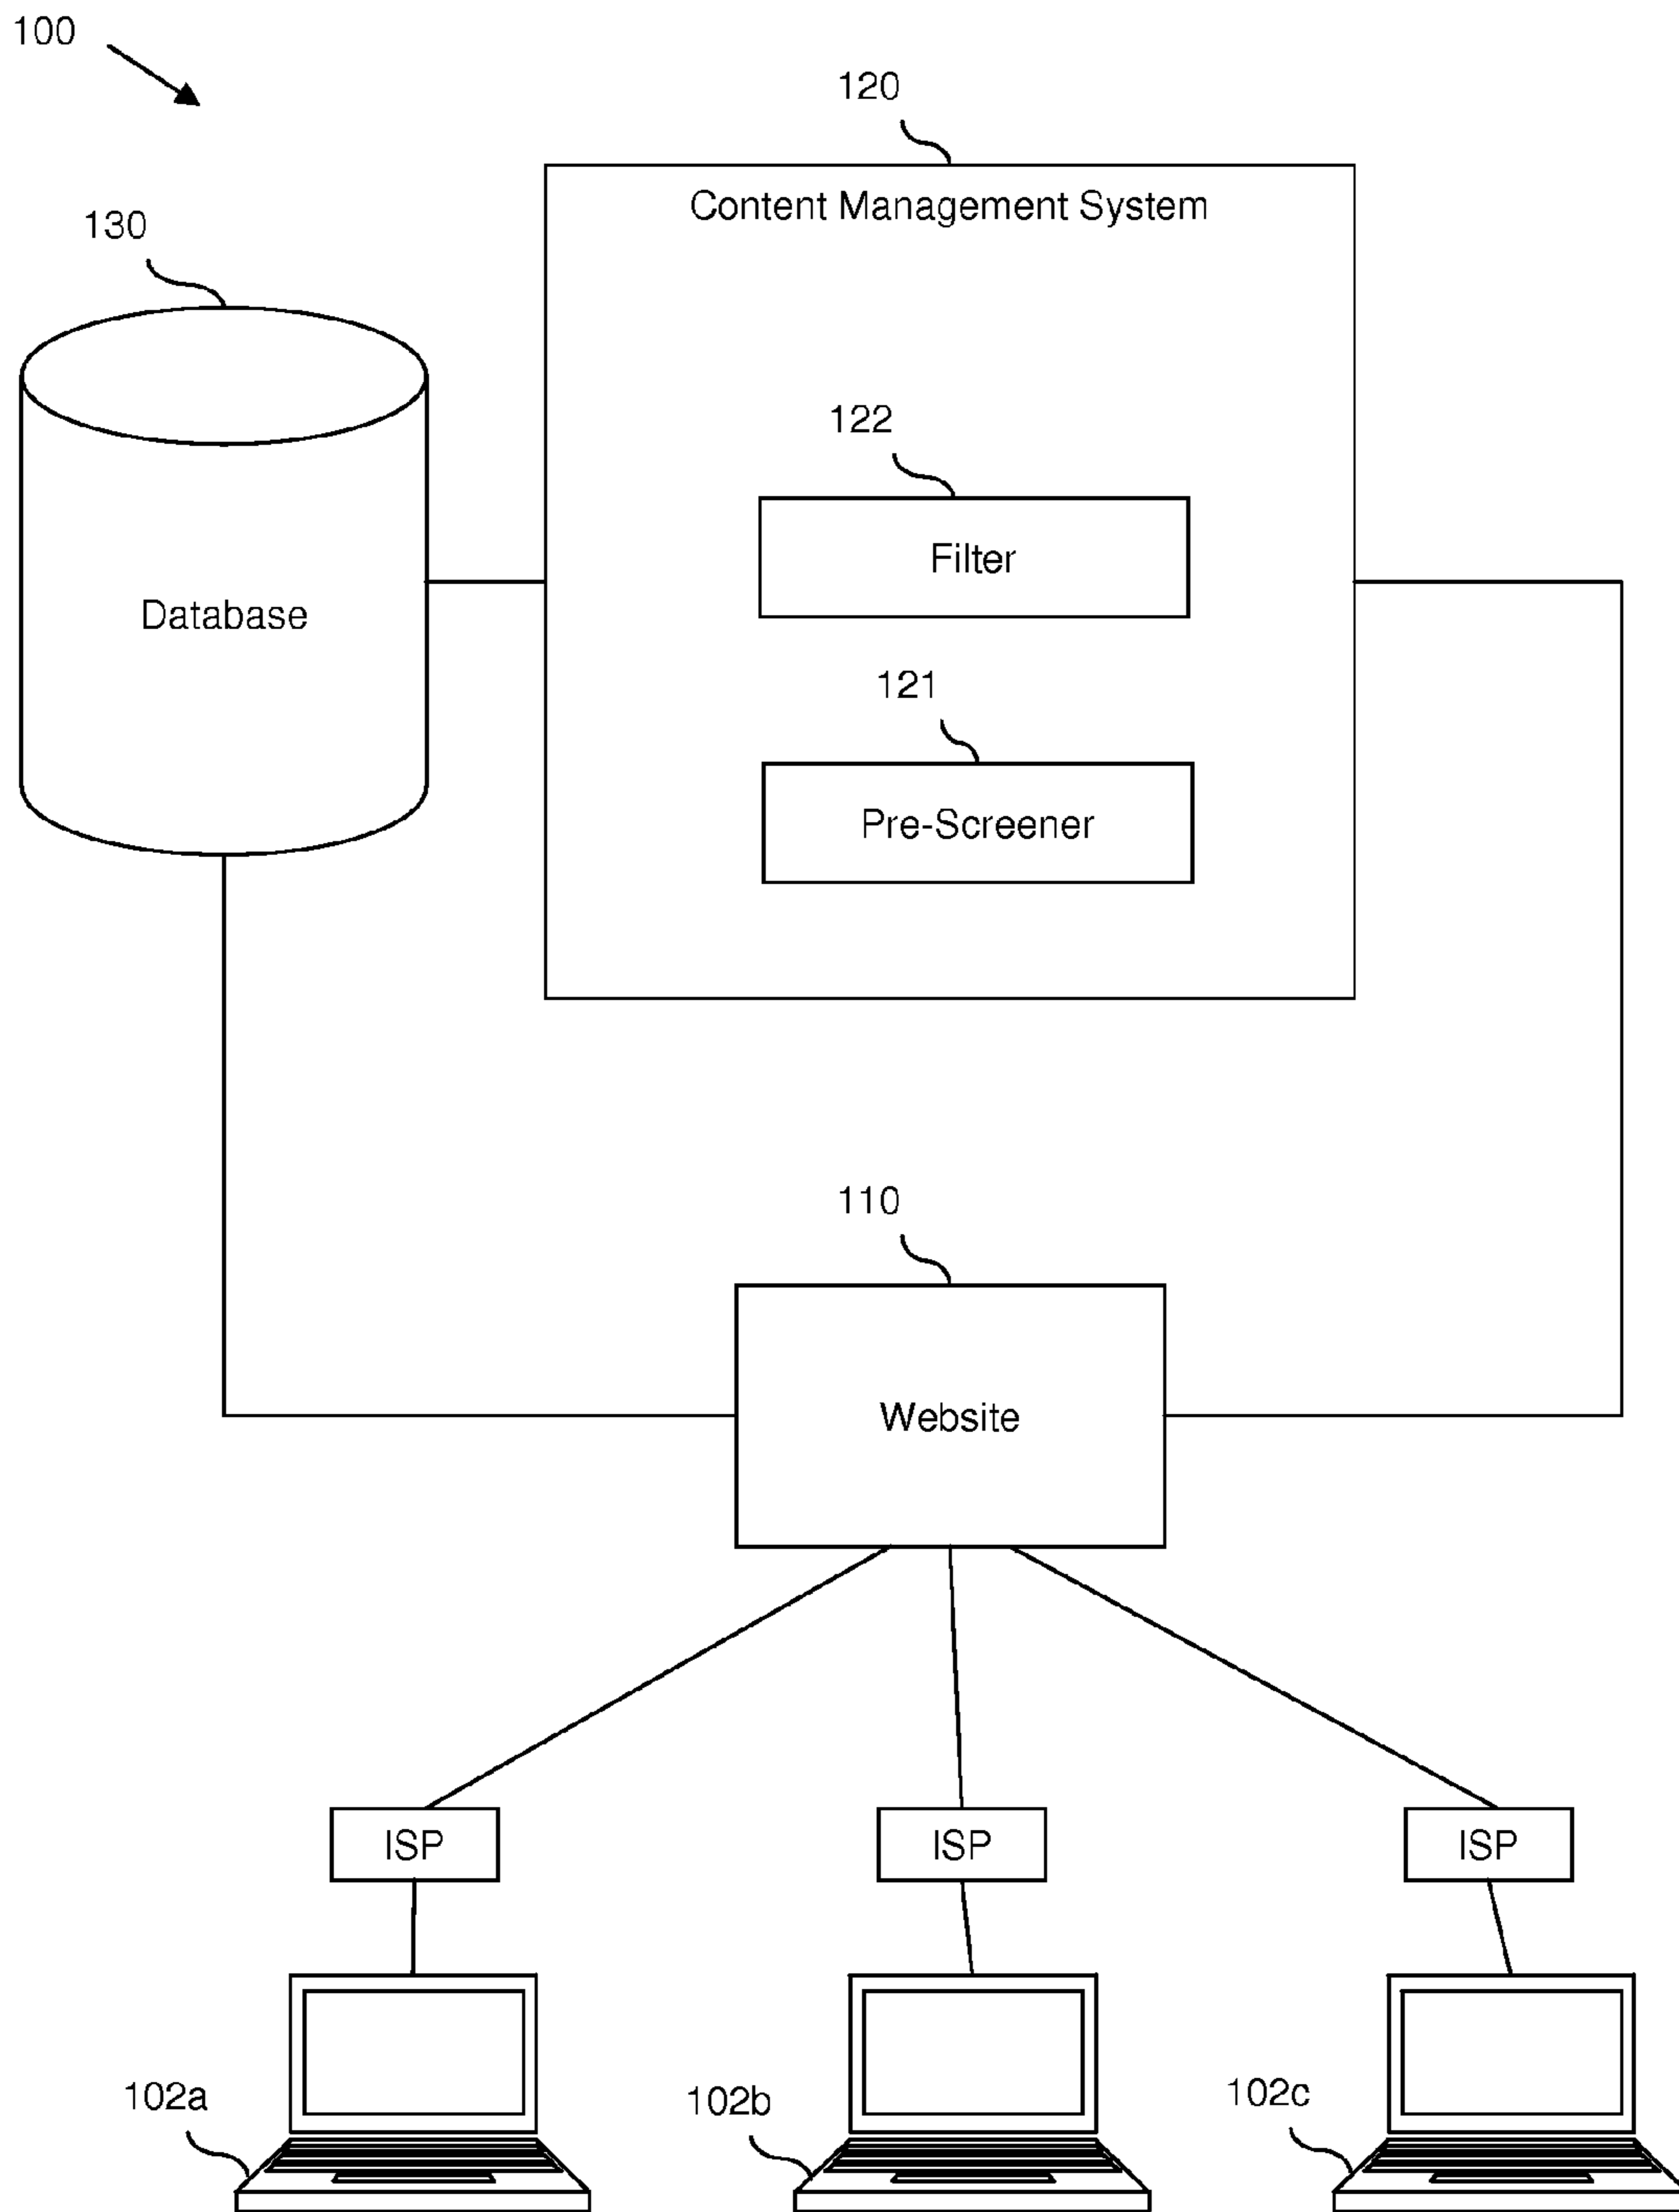 100
120
Content Management System
130
122
Filter
Database
121
Pre-Screener
110
Website
ISP
ISP
ISP
102a
102b
102c